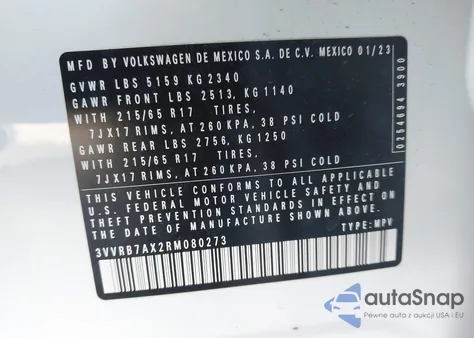 MFD BY VOLKSWAGEN DE MEXICO S.A. DE C.V. MEXICO 01/23
GVWR LBS 5159 KG 2340
GAWR FRONT LBS 2513, KG 1140
WITH 215/65 R17 TIRES,
7JX17 RIMS, AT 260 KPA, 38 PSI COLD
GAWR REAR LBS 2756, KG 1250
WITH 215/65 R17 TIRES,
7JX17 RIMS, AT 260 KPA, 38 PSI COLD
THIS VEHICLE CONFORMS TO ALL APPLICABLE
U.S. FEDERAL MOTOR VEHICLE SAFETY AND
THEFT PREVENTION STANDARDS IN EFFECT ON
THE DATE OF MANUFACTURE SHOWN ABOVE.
3VVRB7AX2RM080273 TYPE: MPV
0254694 3900
autoSnap
Pewne auta z aukcji USA i EU